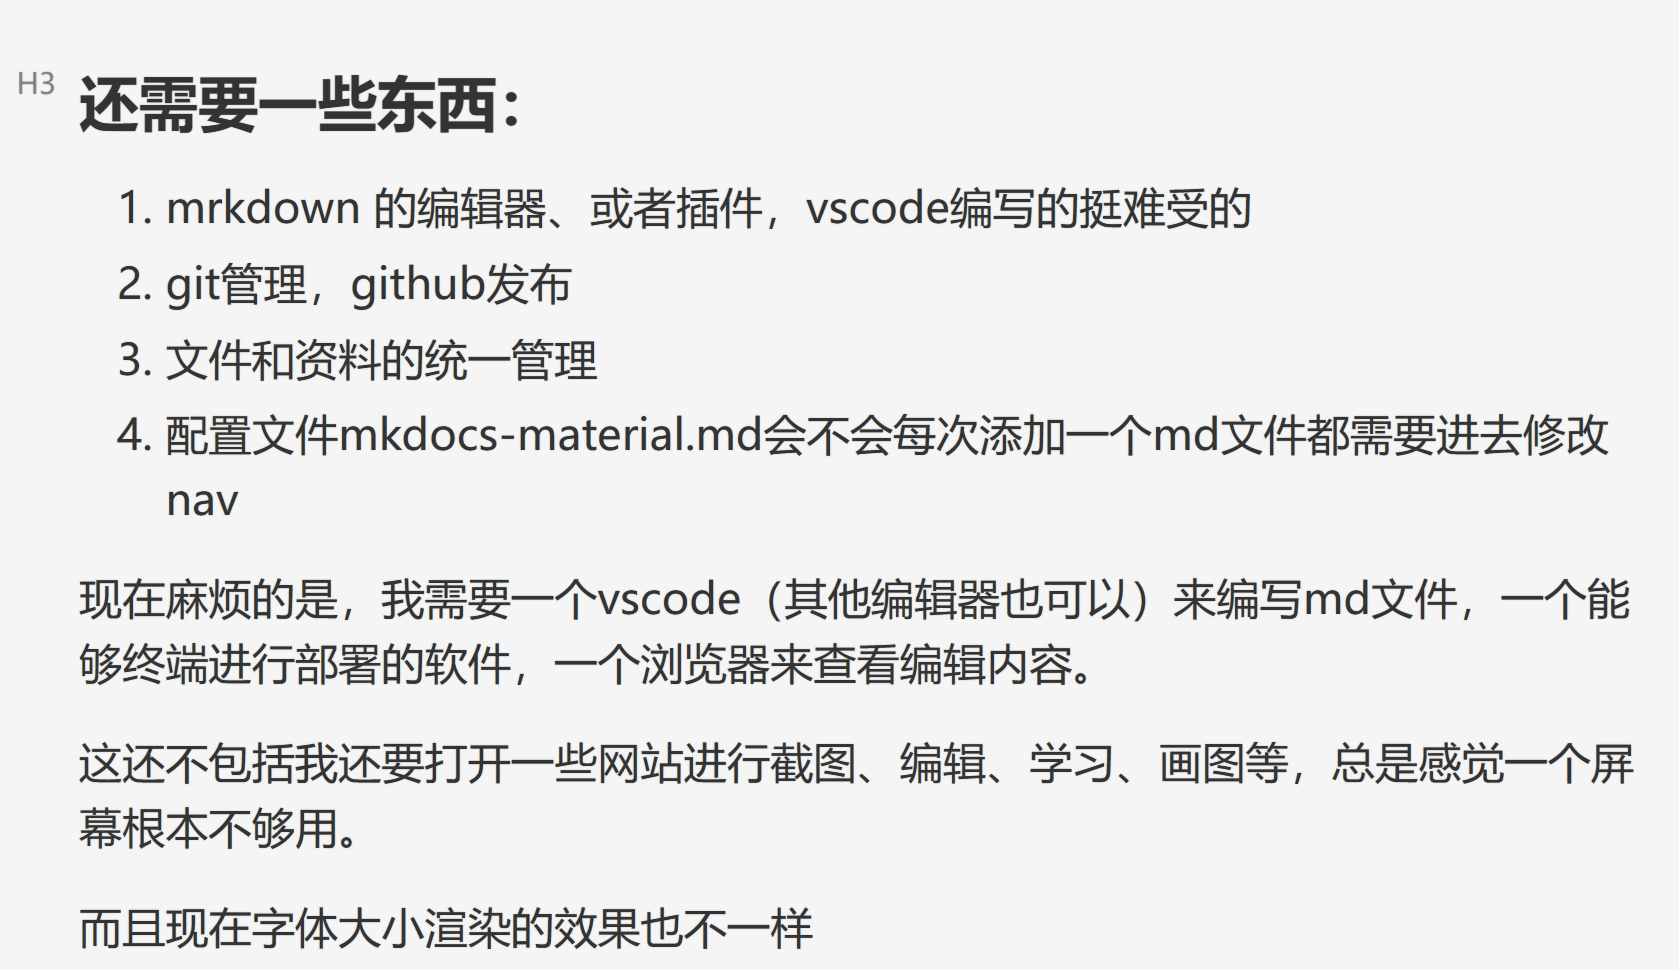 H3 还需要一些东西：
1. mrkdown 的编辑器、或者插件，vscode编写的挺难受的
2. git管理，github发布
3. 文件和资料的统一管理
4. 配置文件mkdocs-material.md会不会每次添加一个md文件都需要进去修改
nav
现在麻烦的是，我需要一个vscode（其他编辑器也可以）来编写md文件，一个能
够终端进行部署的软件，一个浏览器来查看编辑内容。
这还不包括我还要打开一些网站进行截图、编辑、学习、画图等，总是感觉一个屏
幕根本不够用。
而且现在字体大小渲染的效果也不一样